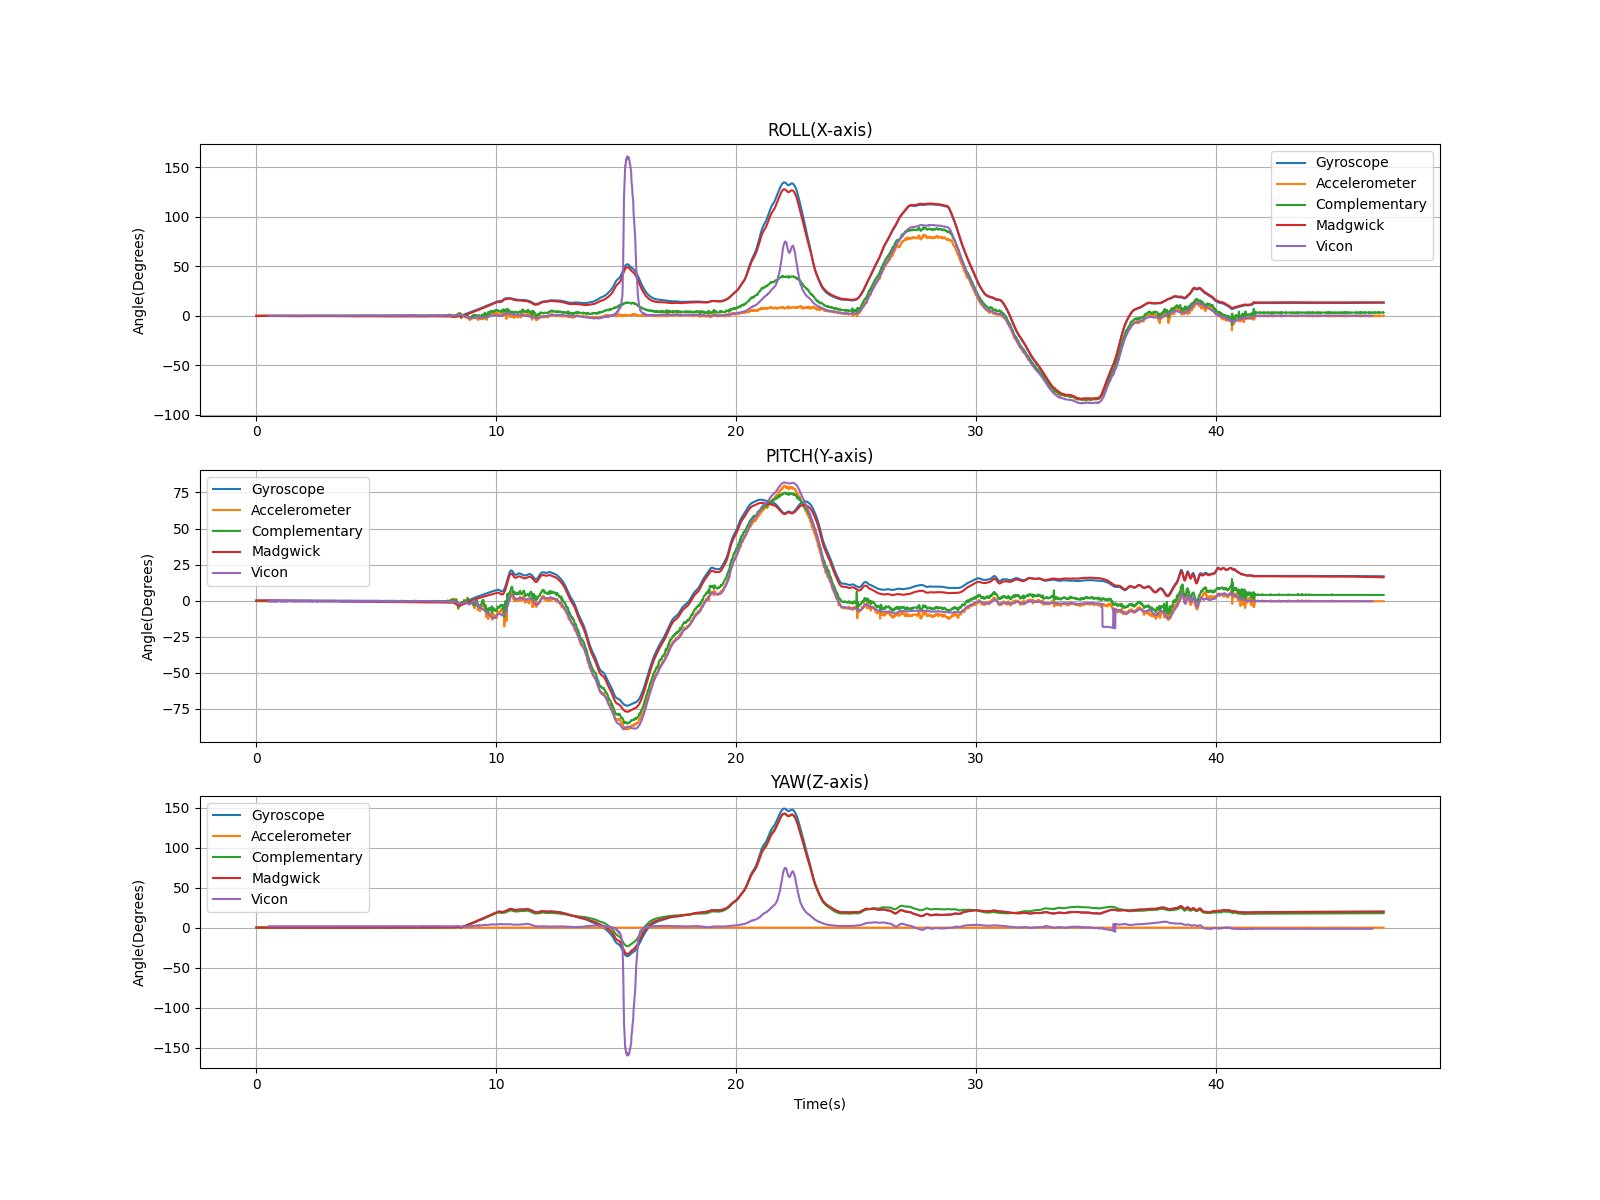 ROLL(X-axis)
150
100
50
0
−50
−100
Angle(Degrees)
Gyroscope
Accelerometer
Complementary
Madgwick
Vicon
0 10 20 30 40
PITCH(Y-axis)
75
50
25
0
−25
−50
−75
Angle(Degrees)
Gyroscope
Accelerometer
Complementary
Madgwick
Vicon
0 10 20 30 40
YAW(Z-axis)
150
100
50
0
−50
−100
−150
Angle(Degrees)
Gyroscope
Accelerometer
Complementary
Madgwick
Vicon
0 10 20 30 40
Time(s)